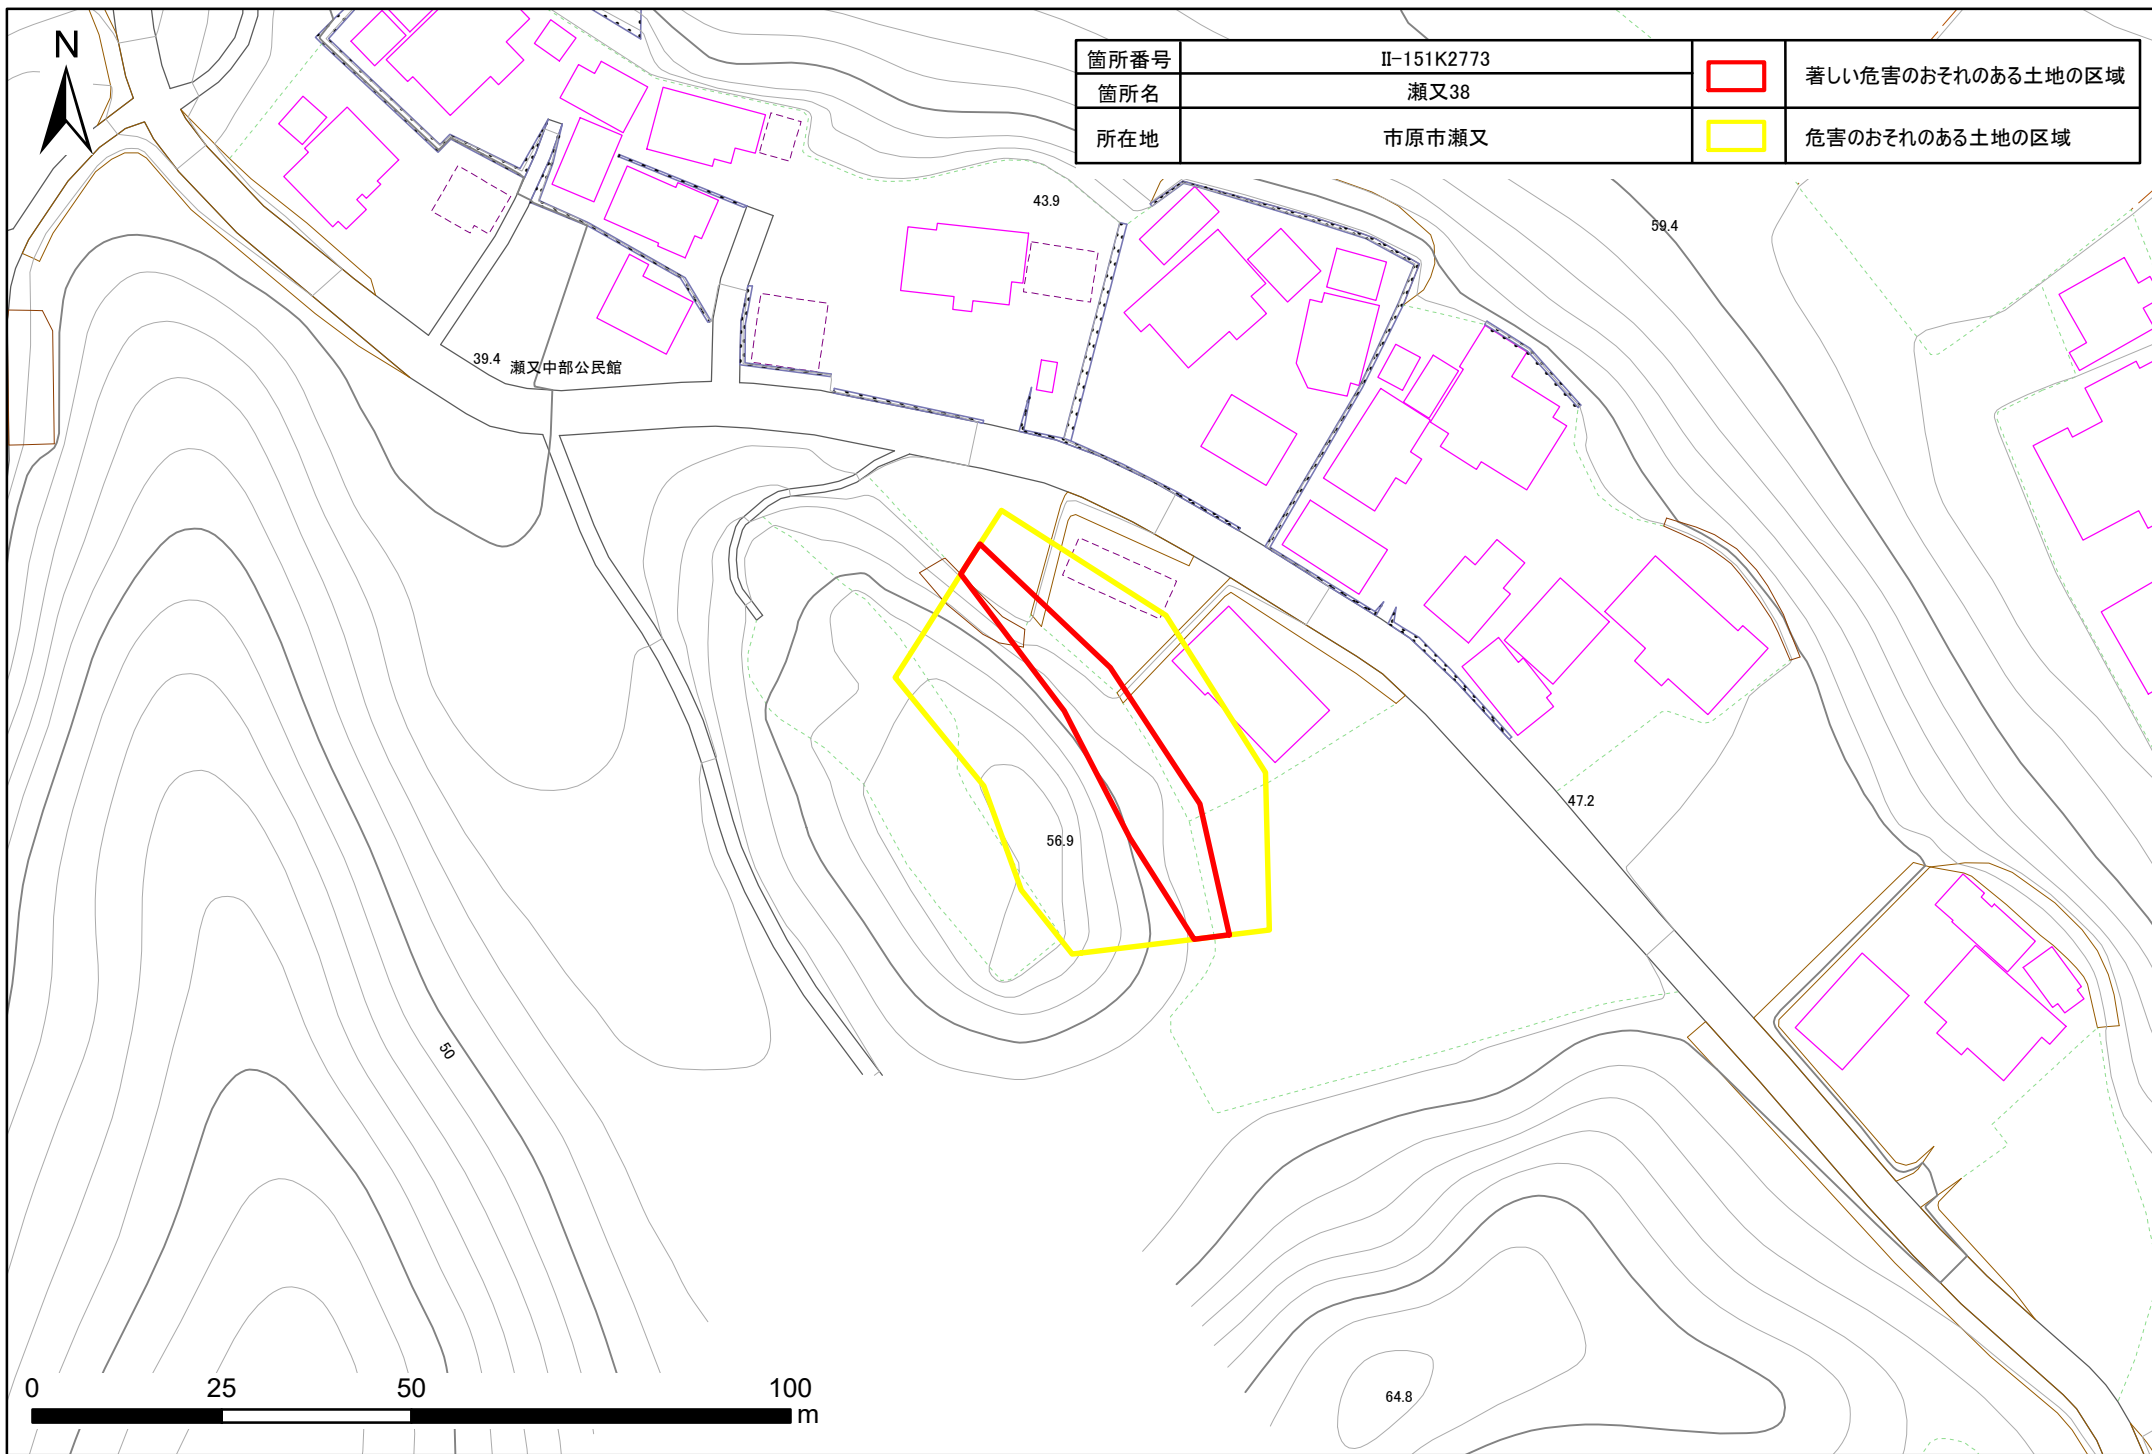 N
箇所番号 II-151K2773 著しい危害のおそれのある土地の区域
箇所名 瀬又38
所在地 市原市瀬又 危害のおそれのある土地の区域
43.9
59.4
39.4 瀬又中部公民館
47.2
56.9
50
64.8
0 25 50 100
m